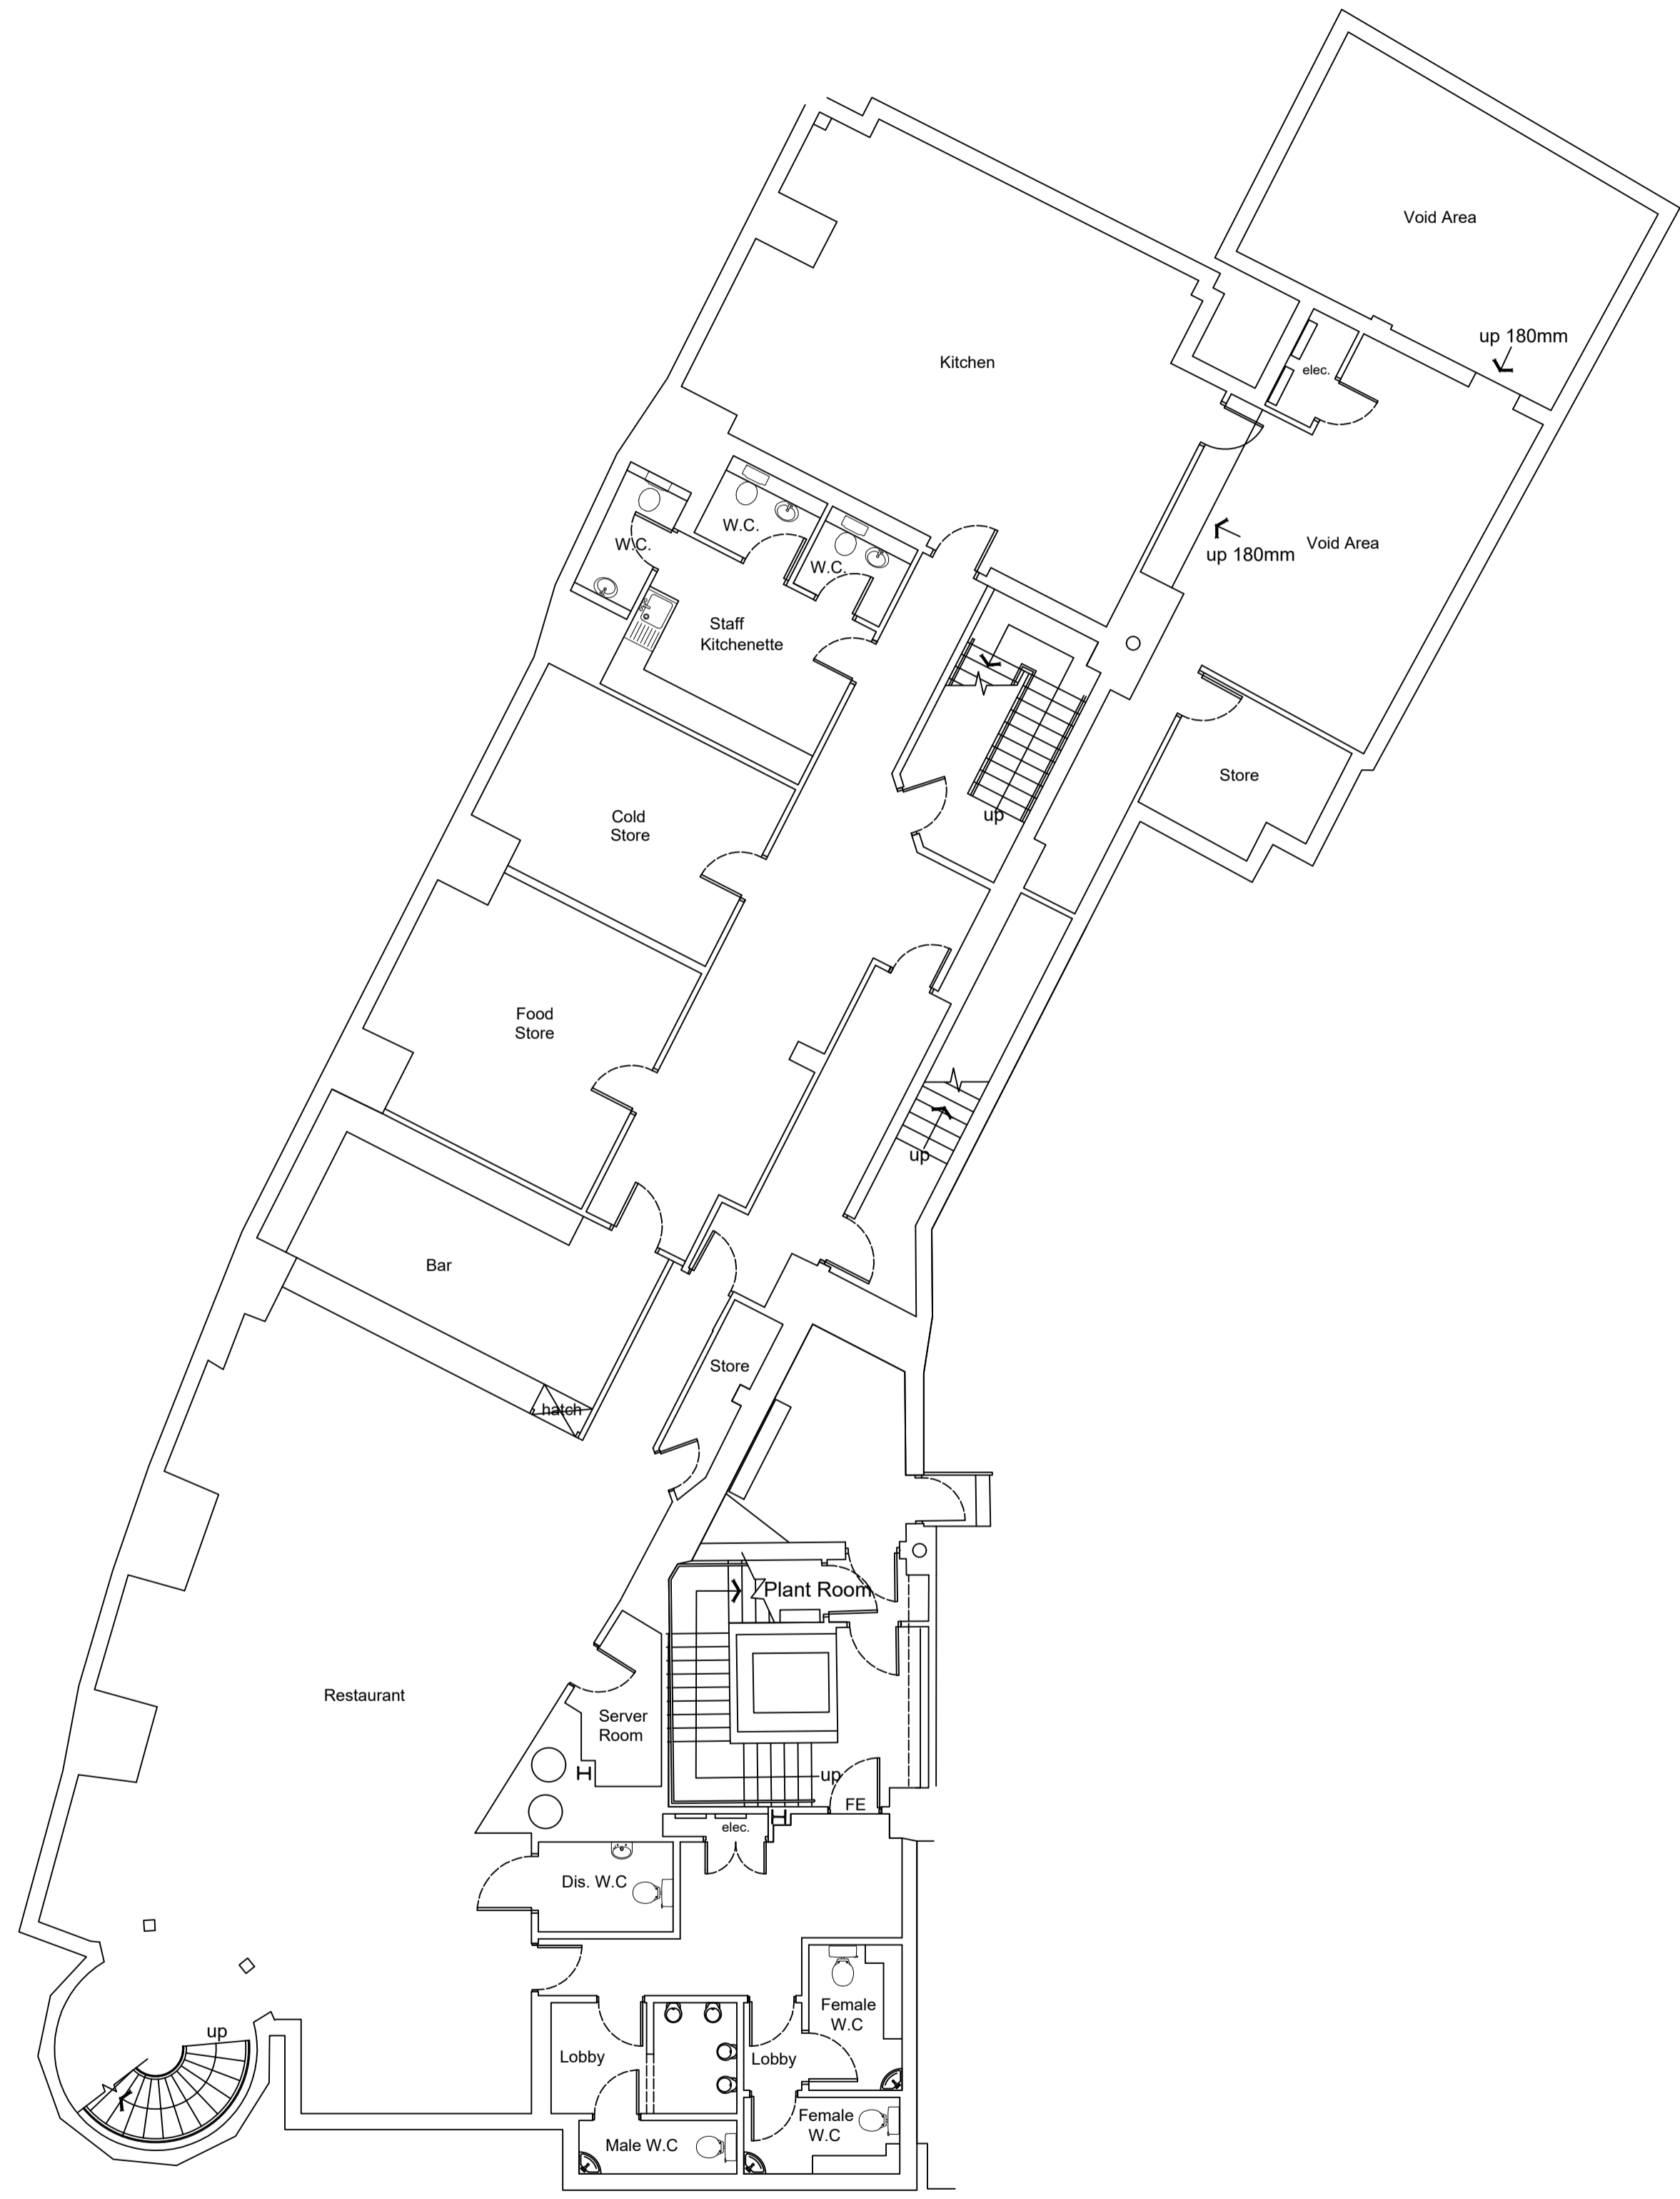 Void Area
up 180mm
Kitchen
elec.
W.C.
W.C.
W.C.
up 180mm
Void Area
Staff
Kitchenette
Store
Cold
Store
up
Food
Store
up
Bar
Store
hatch
Plant Room
Restaurant
Server
Room
up
FE
elec.
Dis. W.C
Female
W.C
up
Lobby
Lobby
Female
W.C
Male W.C